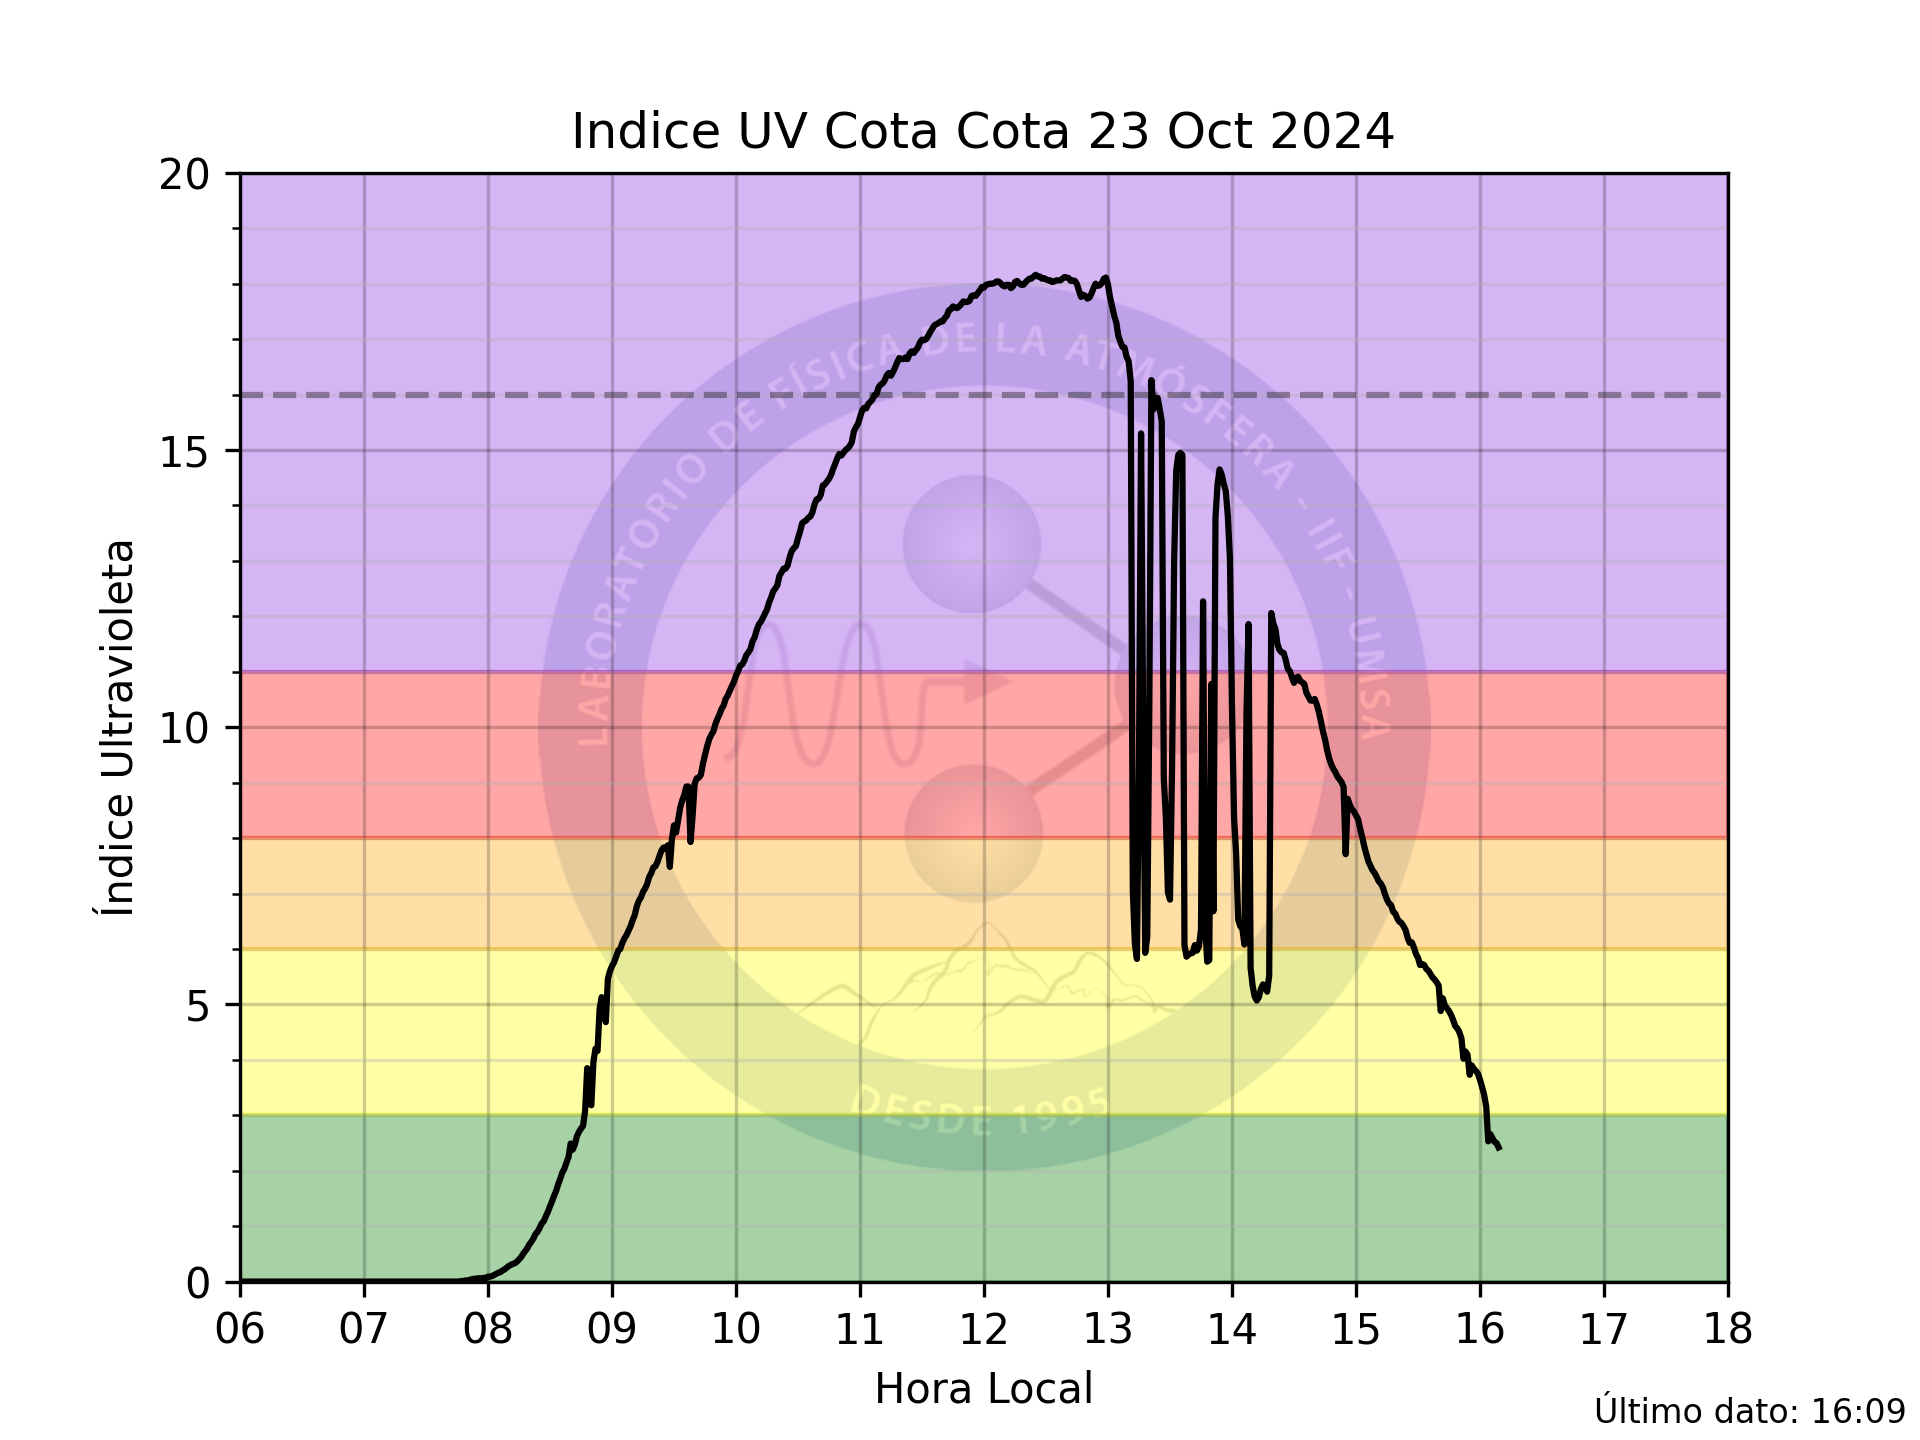 Indice UV Cota Cota 23 Oct 2024
20
15
10
5
0
Índice Ultravioleta
LABORATORIO DE FÍSICA DE LA ATMÓSFERA - IIF - UMSA
DESDE 1995
06 07 08 09 10 11 12 13 14 15 16 17 18
Hora Local
Último dato: 16:09